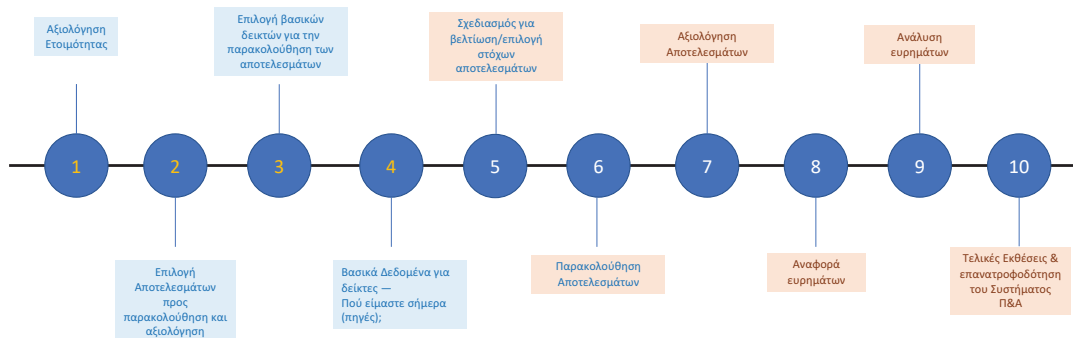 Αξιολόγηση
Ετοιμότητας
Επιλογή βασικών
δεικτών για την
παρακολούθηση των
αποτελεσμάτων
Σχεδιασμός για
βελτίωση/επιλογή
στόχων
αποτελεσμάτων
Αξιολόγηση
Αποτελεσμάτων
Ανάλυση
ευρημάτων
1
2
3
4
5
6
7
8
9
10
Επιλογή
Αποτελεσμάτων
προς
παρακολούθηση και
αξιολόγηση
Βασικά Δεδομένα για
δείκτες —
Πού είμαστε σήμερα
(πηγές);
Παρακολούθηση
Αποτελεσμάτων
Αναφορά
ευρημάτων
Τελικές Εκθέσεις &
επανατροφοδότηση
του Συστήματος
Π&Α